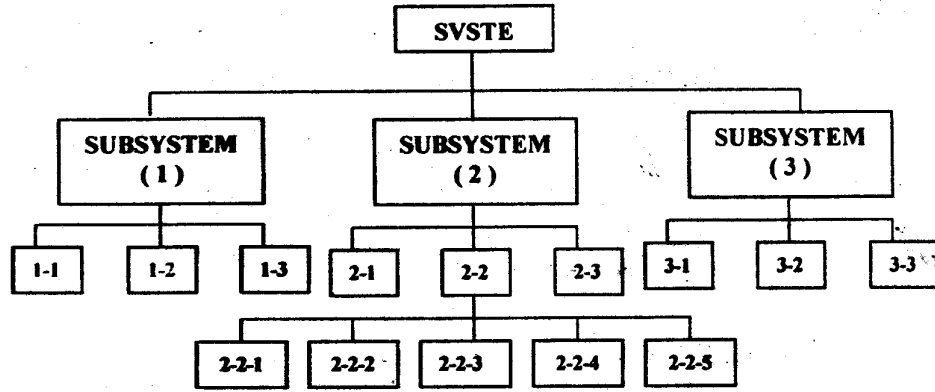 SVSTE
SUBSYSTEM
( 1 )
SUBSYSTEM
( 2 )
SUBSYSTEM
( 3 )
1-1
1-2
1-3
2-1
2-2
2-3
3-1
3-2
3-3
2-2-1
2-2-2
2-2-3
2-2-4
2-2-5